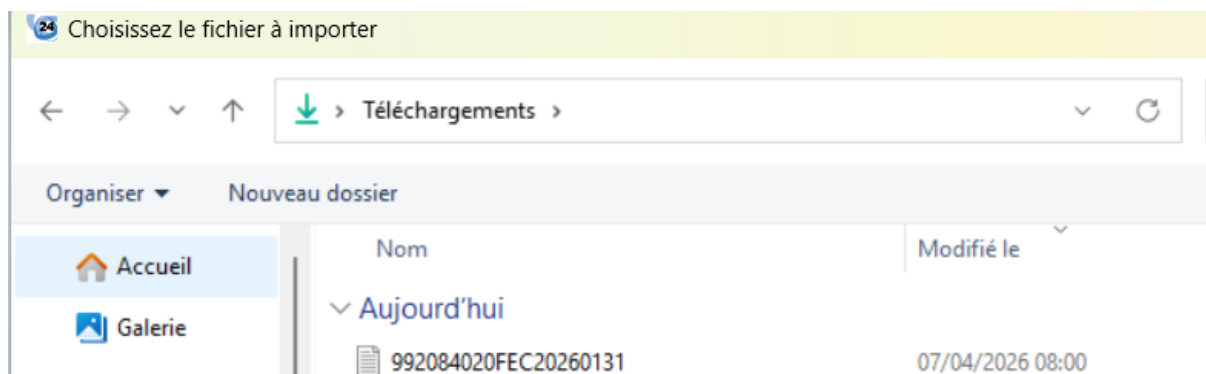 24 Choisissez le fichier à importer
Téléchargements
Organiser Nouveau dossier
Nom Modifié le
Accueil
Aujourd'hui
Galerie
992084020FEC20260131 07/04/2026 08:00